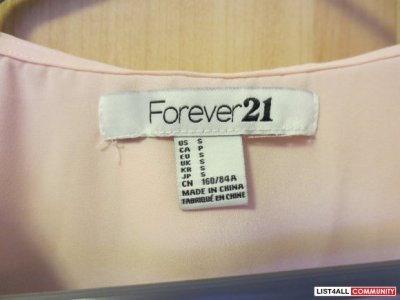 Forever21
US S
CA P
EU S
UK S
KR S
JP S
CN 160/84A
MADE IN CHINA
FABRIQUÉ EN CHINE
LIST4ALL COMMUNITY